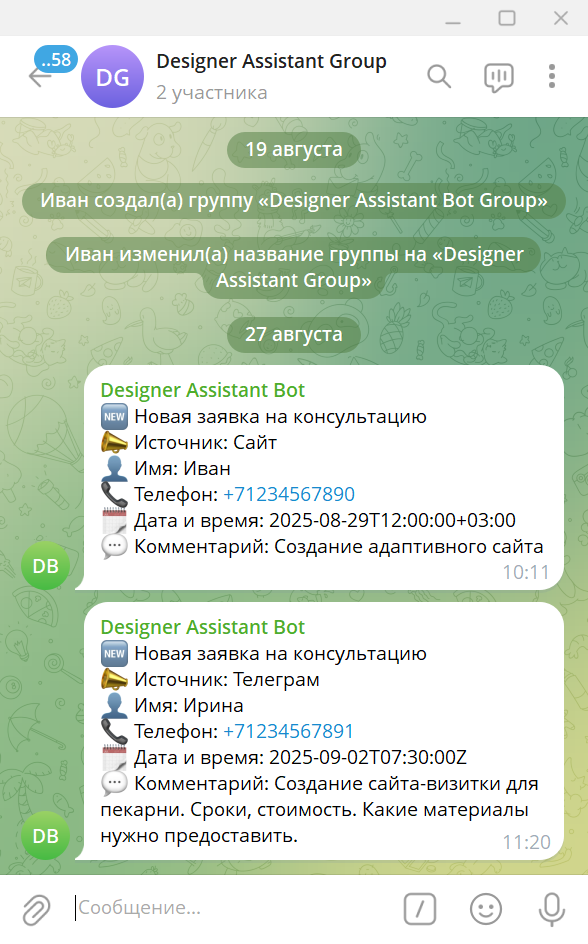 ..58
DG
Designer Assistant Group
2 участника
19 августа
Иван создал(а) группу «Designer Assistant Bot Group»
Иван изменил(а) название группы на «Designer
Assistant Group»
27 августа
Designer Assistant Bot
NEW Новая заявка на консультацию
Источник: Сайт
Имя: Иван
Телефон: +71234567890
Дата и время: 2025-08-29T12:00:00+03:00
Комментарий: Создание адаптивного сайта
10:11
DB
Designer Assistant Bot
NEW Новая заявка на консультацию
Источник: Телеграм
Имя: Ирина
Телефон: +71234567891
Дата и время: 2025-09-02T07:30:00Z
Комментарий: Создание сайта-визитки для
пекарни. Сроки, стоимость. Какие материалы
нужно предоставить.
11:20
DB
Сообщение...